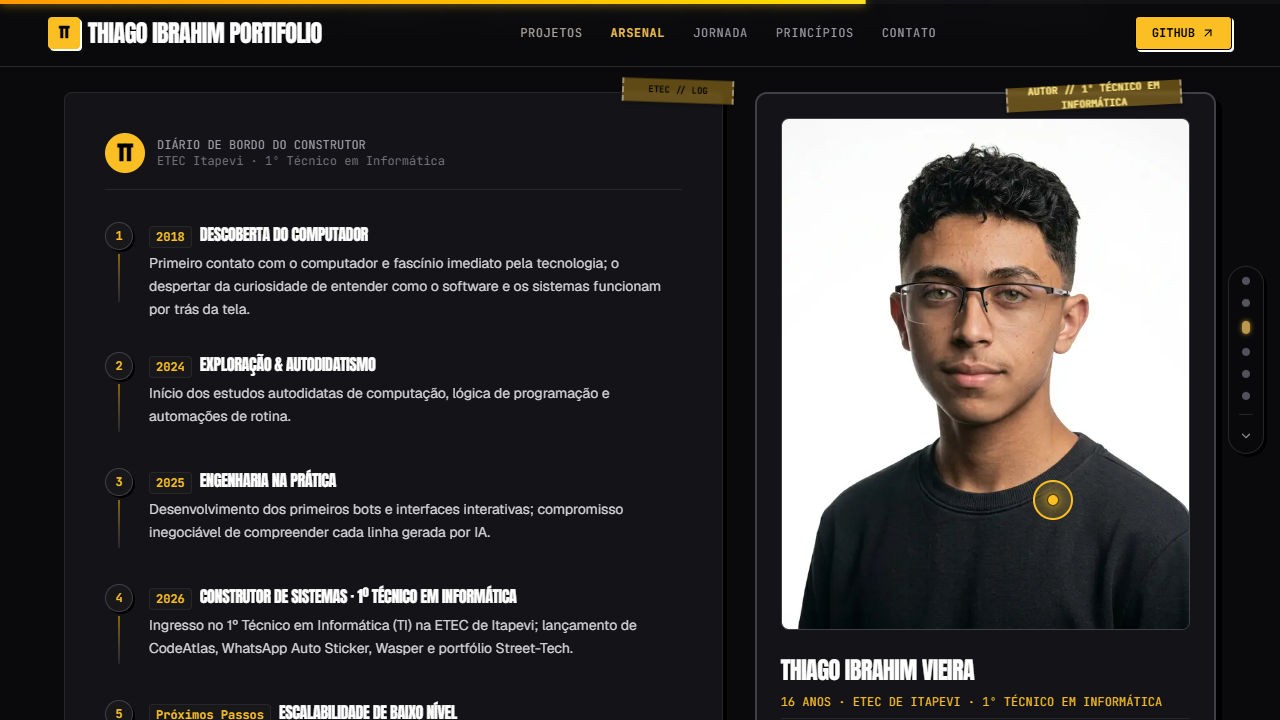 π THIAGO IBRAHIM PORTIFOLIO
PROJETOS ARSENAL JORNADA PRINCÍPIOS CONTATO
GITHUB
ETEC // LOG
AUTOR // 1º TÉCNICO EM
INFORMÁTICA
π
DIÁRIO DE BORDO DO CONSTRUTOR
ETEC Itapevi · 1º Técnico em Informática
1
2018 DESCOBERTA DO COMPUTADOR
Primeiro contato com o computador e fascínio imediato pela tecnologia; o
despertar da curiosidade de entender como o software e os sistemas funcionam
por trás da tela.
2
2024 EXPLORAÇÃO & AUTODIDATISMO
Início dos estudos autodidatas de computação, lógica de programação e
automações de rotina.
3
2025 ENGENHARIA NA PRÁTICA
Desenvolvimento dos primeiros bots e interfaces interativas; compromisso
inegociável de compreender cada linha gerada por IA.
4
2026 CONSTRUTOR DE SISTEMAS · 1º TÉCNICO EM INFORMÁTICA
Ingresso no 1º Técnico em Informática (TI) na ETEC de Itapevi; lançamento de
CodeAtlas, WhatsApp Auto Sticker, Wasper e portfólio Street-Tech.
5
Próximos Passos ESCALABILIDADE DE BAIXO NÍVEL
THIAGO IBRAHIM VIEIRA
16 ANOS · ETEC DE ITAPEVI · 1º TÉCNICO EM INFORMÁTICA